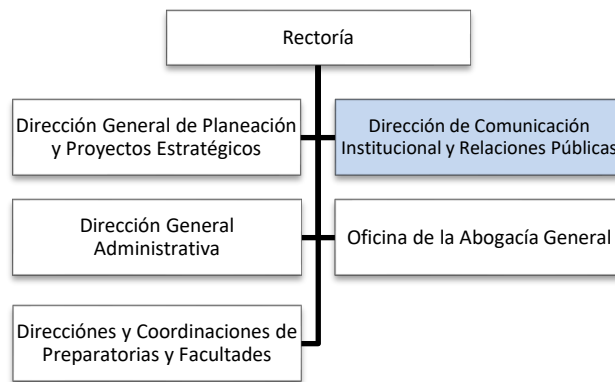 Rectoría
Dirección General de Planeación
y Proyectos Estratégicos
Dirección de Comunicación
Institucional y Relaciones Públicas
Dirección General
Administrativa
Oficina de la Abogacía General
Direcciónes y Coordinaciones de
Preparatorias y Facultades